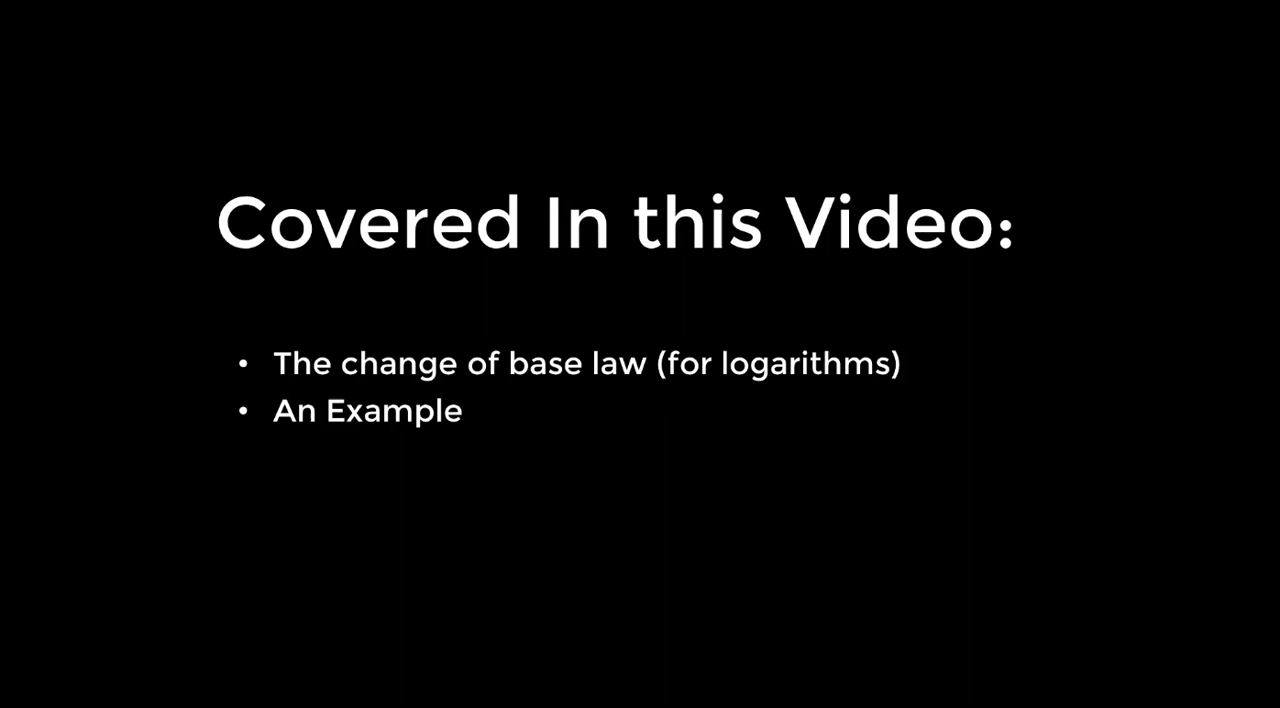 Covered In this Video:
• The change of base law (for logarithms)
• An Example